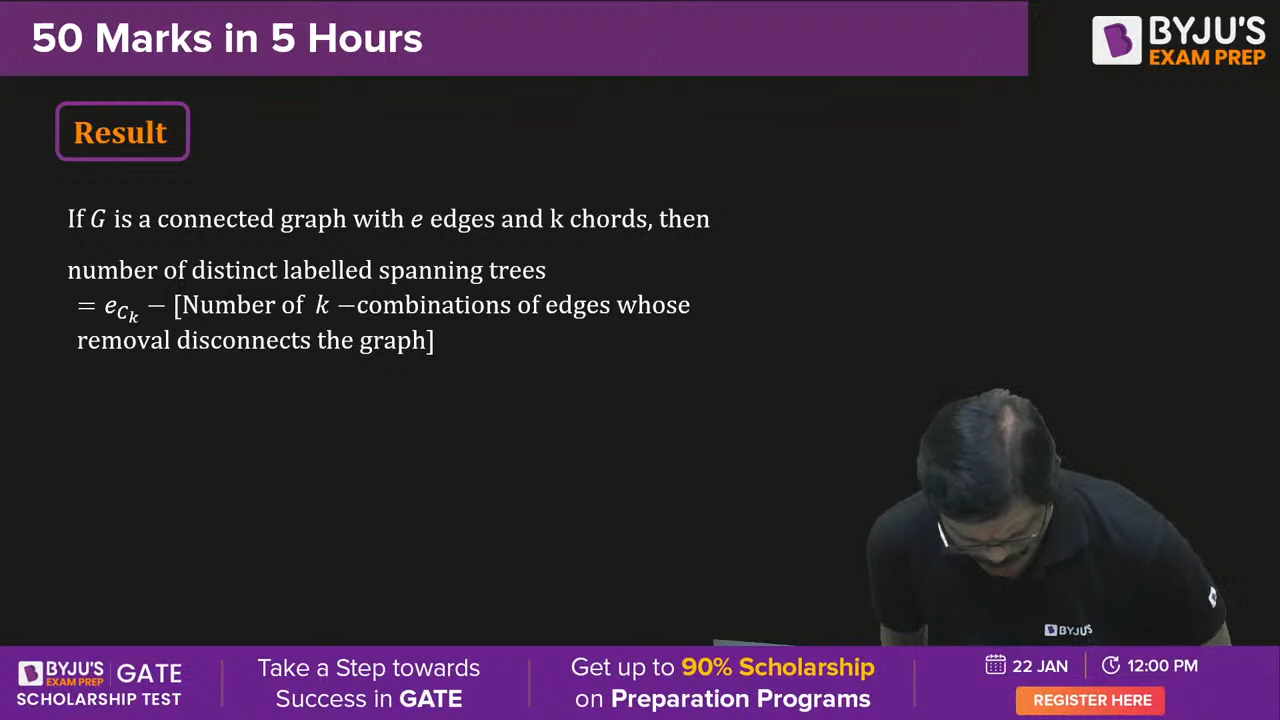 50 Marks in 5 Hours
BYJU'S
EXAM PREP
Result
If G is a connected graph with e edges and k chords, then
number of distinct labelled spanning trees
= e_{C_k} − [Number of k −combinations of edges whose
removal disconnects the graph]
BYJU'S
BYJU'S
EXAM PREP
GATE
SCHOLARSHIP TEST
Take a Step towards
Success in GATE
Get up to 90% Scholarship
on Preparation Programs
22 JAN
12:00 PM
REGISTER HERE